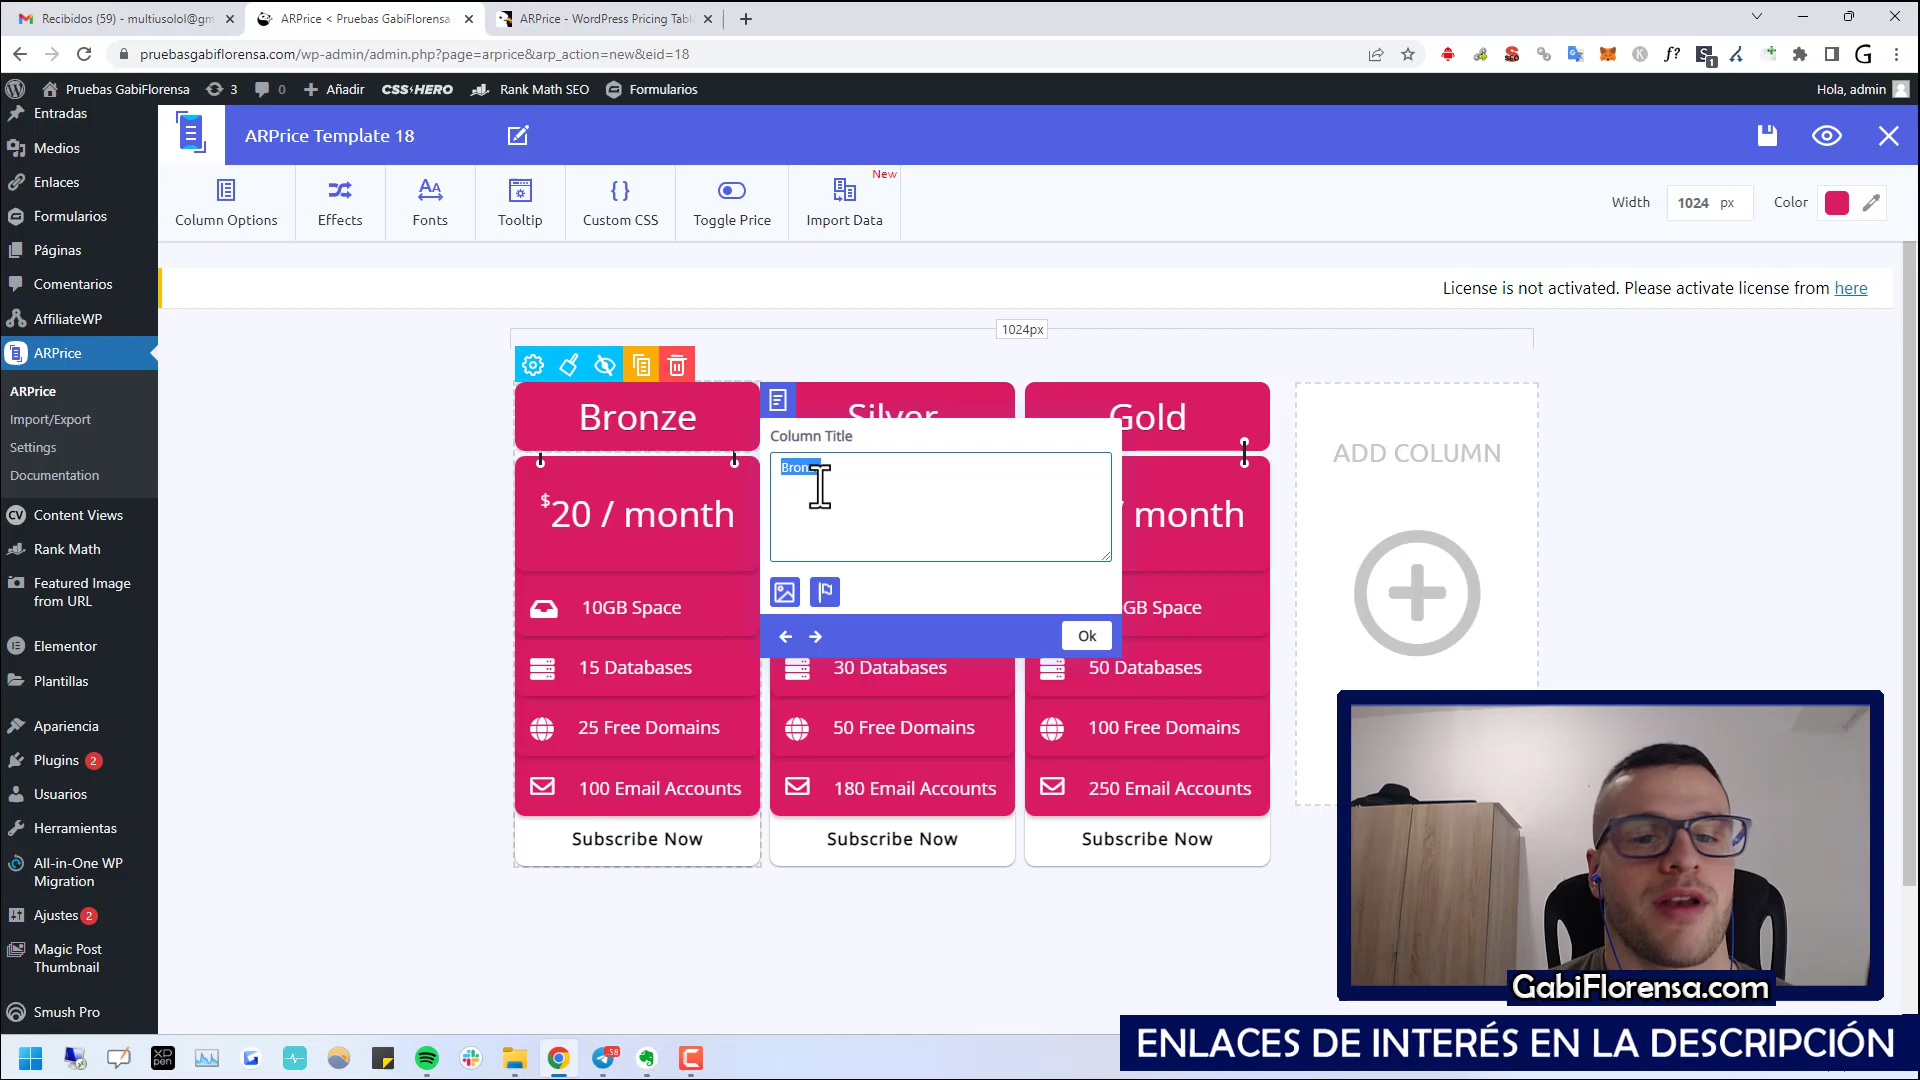 Recibidos (59) - multiusolol@gm
ARPrice < Pruebas GabiFlorensa
ARPrice - WordPress Pricing Tabl
pruebasgabiflorensa.com/wp-admin/admin.php?page=arprice&arp_action=new&eid=18
Pruebas GabiFlorensa
3
0
Añadir
CSS HERO
Rank Math SEO
Formularios
Hola, admin
Entradas
Medios
Enlaces
Formularios
Páginas
Comentarios
AffiliateWP
ARPrice
ARPrice
Import/Export
Settings
Documentation
Content Views
Rank Math
Featured Image
from URL
Elementor
Plantillas
Apariencia
Plugins 2
Usuarios
Herramientas
All-in-One WP
Migration
Ajustes 2
Magic Post
Thumbnail
Smush Pro
ARPrice Template 18
Column Options
Effects
Fonts
Tooltip
Custom CSS
Toggle Price
Import Data
New
Width
1024 px
Color
License is not activated. Please activate license from here
1024px
Bronze
$20 / month
10GB Space
15 Databases
25 Free Domains
100 Email Accounts
Subscribe Now
Silver
Column Title
Ok
30 Databases
50 Free Domains
180 Email Accounts
Subscribe Now
Gold
/ month
GB Space
50 Databases
100 Free Domains
250 Email Accounts
Subscribe Now
ADD COLUMN
GabiFlorensa.com
ENLACES DE INTERÉS EN LA DESCRIPCIÓN